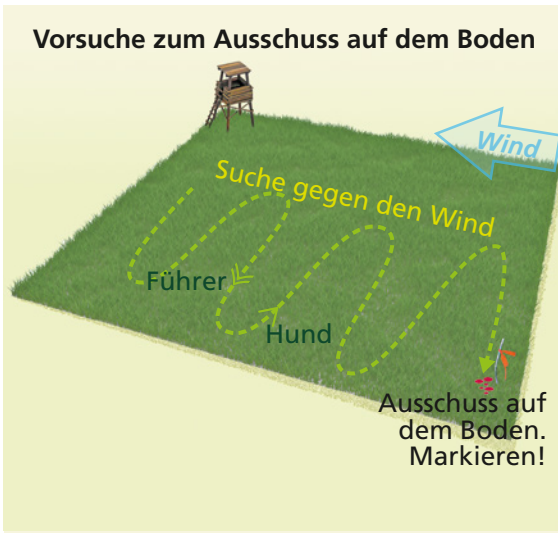 Vorsuche zum Ausschuss auf dem Boden
Wind
Suche gegen den Wind
Führer
Hund
Ausschuss auf
dem Boden.
Markieren!